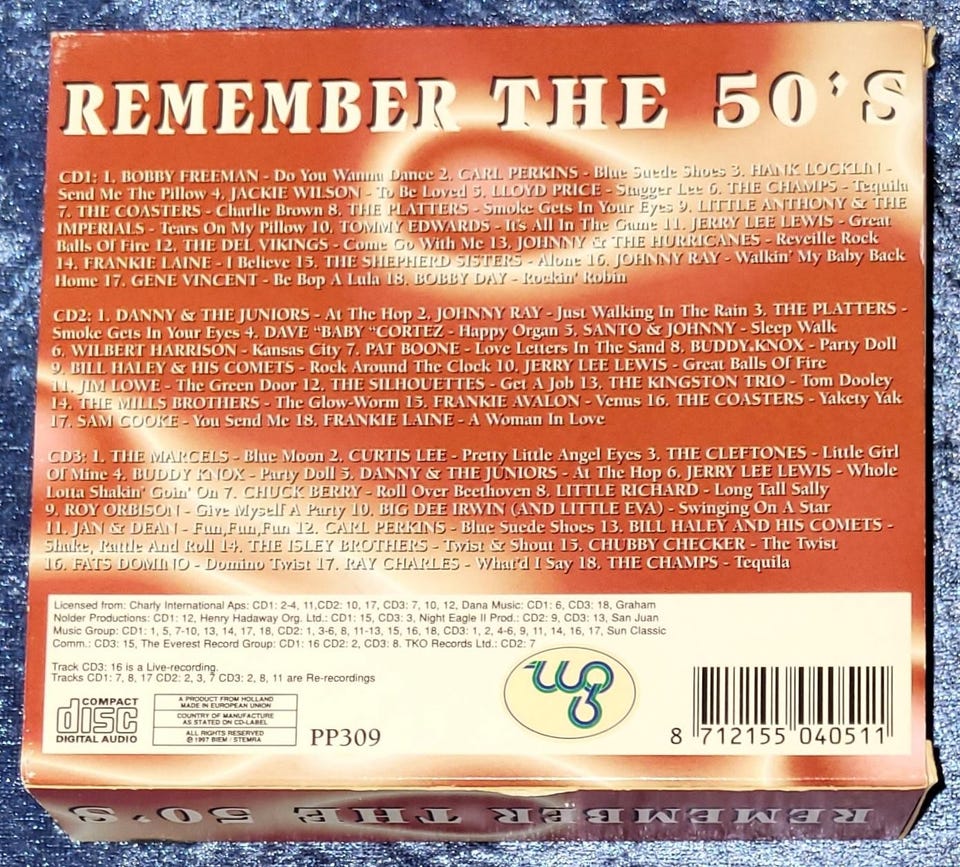 REMEMBER THE 50'S
CD1: 1. BOBBY FREEMAN - Do You Wanna Dance 2. CARL PERKINS - Blue Suede Shoes 3. HANK LOCKLIN -
Send Me The Pillow 4. JACKIE WILSON - To Be Loved 5. LLOYD PRICE - Stagger Lee 6. THE CHAMPS - Tequila
7. THE COASTERS - Charlie Brown 8. THE PLATTERS - Smoke Gets In Your Eyes 9. LITTLE ANTHONY & THE
IMPERIALS - Tears On My Pillow 10. TOMMY EDWARDS - It's All In The Game 11. JERRY LEE LEWIS - Great
Balls Of Fire 12. THE DEL VIKINGS - Come Go With Me 13. JOHNNY & THE HURRICANES - Reveille Rock
14. FRANKIE LAINE - I Believe 15. THE SHEPHERD SISTERS - Alone 16. JOHNNY RAY - Walkin' My Baby Back
Home 17. GENE VINCENT - Be Bop A Lula 18. BOBBY DAY - Rockin' Robin
CD2: 1. DANNY & THE JUNIORS - At The Hop 2. JOHNNY RAY - Just Walking In The Rain 3. THE PLATTERS -
Smoke Gets In Your Eyes 4. DAVE "BABY "CORTEZ - Happy Organ 5. SANTO & JOHNNY - Sleep Walk
6. WILBERT HARRISON - Kansas City 7. PAT BOONE - Love Letters In The Sand 8. BUDDY.KNOX - Party Doll
9. BILL HALEY & HIS COMETS - Rock Around The Clock 10. JERRY LEE LEWIS - Great Balls Of Fire
11. JIM LOWE - The Green Door 12. THE SILHOUETTES - Get A Job 13. THE KINGSTON TRIO - Tom Dooley
14. THE MILLS BROTHERS - The Glow-Worm 15. FRANKIE AVALON - Venus 16. THE COASTERS - Yakety Yak
17. SAM COOKE - You Send Me 18. FRANKIE LAINE - A Woman In Love
CD3; 1. THE MARCELS - Blue Moon 2. CURTIS LEE - Pretty Little Angel Eyes 3. THE CLEFTONES - Little Girl
Of Mine 4. BUDDY KNOX - Party Doll 5. DANNY & THE JUNIORS - At The Hop 6. JERRY LEE LEWIS - Whole
Lotta Shakin' Goin' On 7. CHUCK BERRY - Roll Over Beethoven 8. LITTLE RICHARD - Long Tall Sally
9. ROY ORBISON - Give Myself A Party 10. BIG DEE IRWIN (AND LITTLE EVA) - Swinging On A Star
11. JAN & DEAN - Fun,Fun,Fun 12. CARL PERKINS - Blue Suede Shoes 13. BILL HALEY AND HIS COMETS -
Shake, Rattle And Roll 14. THE ISLEY BROTHERS - Twist & Shout 15. CHUBBY CHECKER - The Twist
16. FATS DOMINO - Domino Twist 17. RAY CHARLES - What'd I Say 18. THE CHAMPS - Tequila
Licensed from: Charly International Aps: CD1: 2-4, 11,CD2: 10, 17, CD3: 7, 10, 12, Dana Music: CD1: 6, CD3: 18, Graham
Nolder Productions: CD1: 12, Henry Hadaway Org. Ltd.: CD1: 15, CD3: 3, Night Eagle II Prod.: CD2: 9, CD3: 13, San Juan
Music Group: CD1: 1, 5, 7-10, 13, 14, 17, 18, CD2: 1, 3-6, 8, 11-13, 15, 16, 18, CD3: 1, 2, 4-6, 9, 11, 14, 16, 17, Sun Classic
Comm.: CD3: 15, The Everest Record Group: CD1: 16 CD2: 2, CD3: 8. TKO Records Ltd.: CD2: 7
Track CD3: 16 is a Live-recording.
Tracks CD1: 7, 8, 17 CD2: 2, 3, 7 CD3: 2, 8, 11 are Re-recordings
COMPACT
disc
DIGITAL AUDIO
A PRODUCT FROM HOLLAND
MADE IN EUROPEAN UNION
COUNTRY OF MANUFACTURE
AS STATED ON CD-LABEL
ALL RIGHTS RESERVED
© 1997 BIEM / STEMRA
PP309
8 712155 040511
REMEMBER THE 50'S